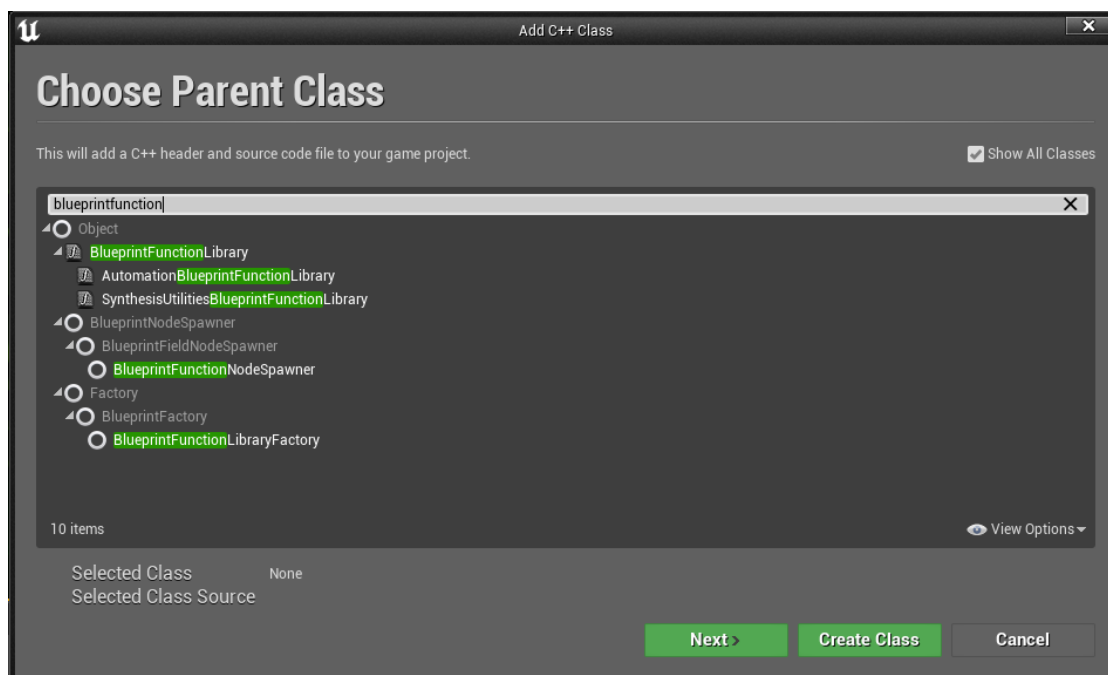 Add C++ Class
Choose Parent Class
This will add a C++ header and source code file to your game project.
Show All Classes
blueprintfunction
Object
BlueprintFunctionLibrary
AutomationBlueprintFunctionLibrary
SynthesisUtilitiesBlueprintFunctionLibrary
BlueprintNodeSpawner
BlueprintFieldNodeSpawner
BlueprintFunctionNodeSpawner
Factory
BlueprintFactory
BlueprintFunctionLibraryFactory
10 items
View Options
Selected Class None
Selected Class Source
Next Create Class Cancel